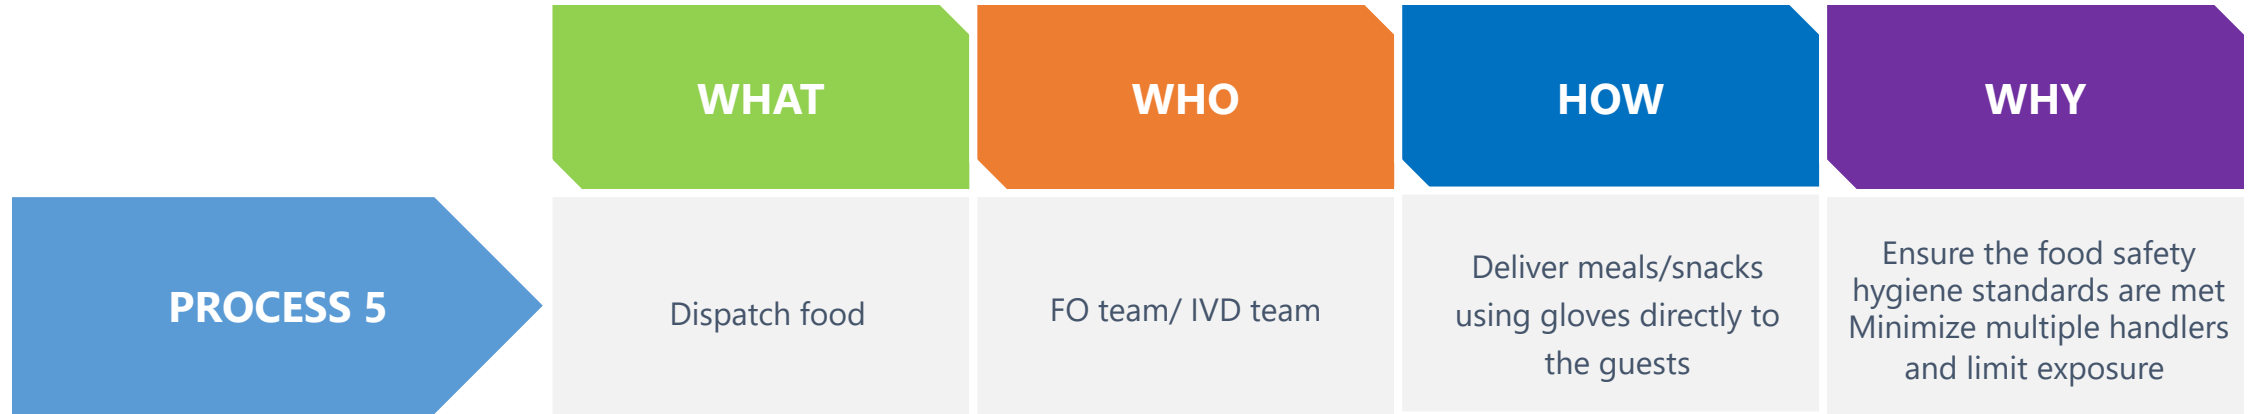 WHAT
WHO
HOW
WHY
PROCESS 5
Dispatch food
FO team/ IVD team
Deliver meals/snacks
using gloves directly to
the guests
Ensure the food safety
hygiene standards are met
Minimize multiple handlers
and limit exposure